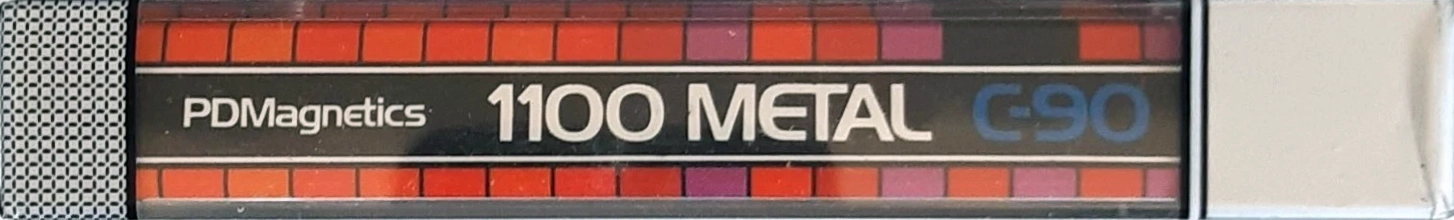 PDMagnetics 1100 METAL C-90